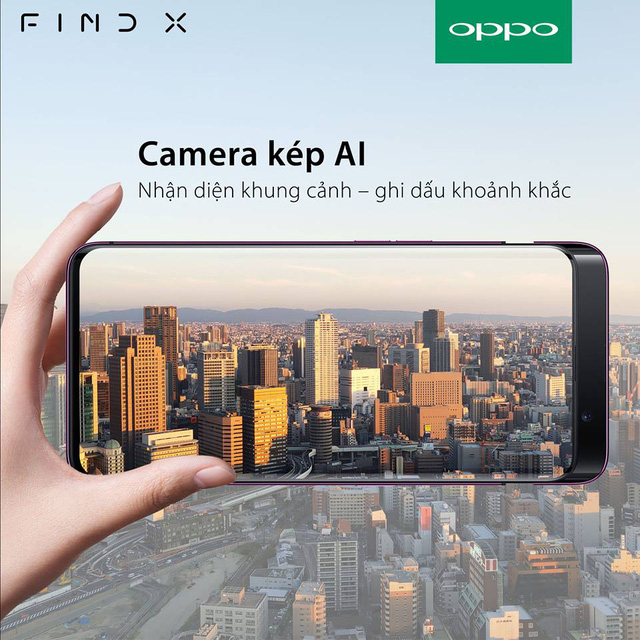 FIND X
oppo
Camera kép AI
Nhận diện khung cảnh – ghi dấu khoảnh khắc